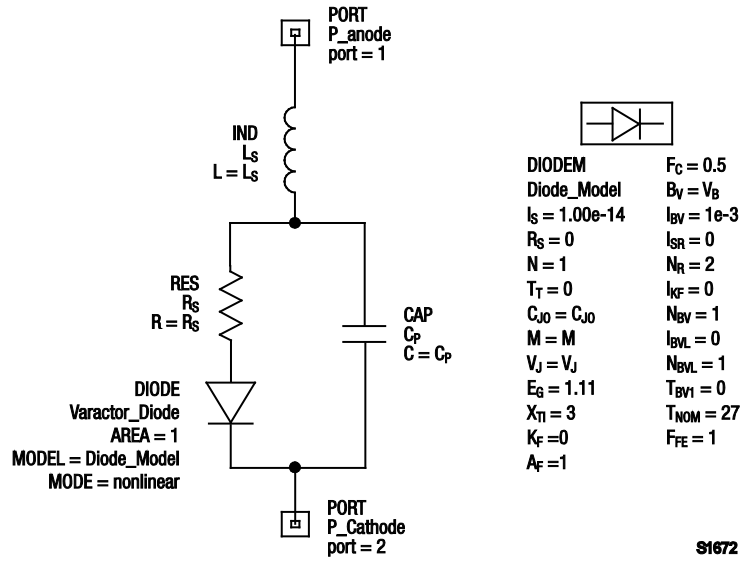 PORT
P_anode
port = 1
IND
LS
L = LS
RES
RS
R = RS
CAP
CP
C = CP
DIODE
Varactor_Diode
AREA = 1
MODEL = Diode_Model
MODE = nonlinear
PORT
P_Cathode
port = 2
DIODEM
Diode_Model
IS = 1.00e-14
RS = 0
N = 1
TT = 0
CJO = CJO
M = M
VJ = VJ
EG = 1.11
XTI = 3
KF =0
AF =1
FC = 0.5
BV = VB
IBV = 1e-3
ISR = 0
NR = 2
IKF = 0
NBV = 1
IBVL = 0
NBVL = 1
TBV1 = 0
TNOM = 27
FFE = 1
S1672